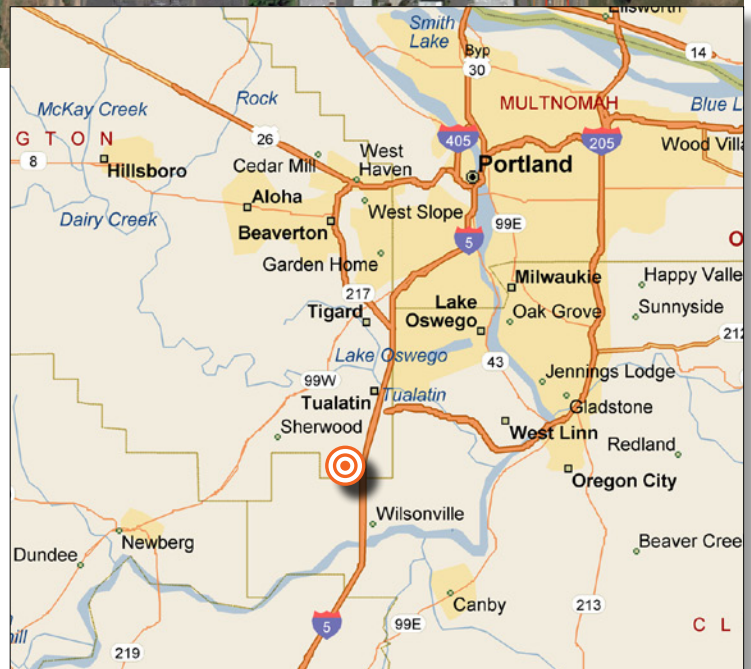 Ellsworth
Smith
Lake
14
Byp
30
McKay Creek
Rock
MULTNOMAH
Blue L
G T O N
26
405
205
8
Hillsboro
Cedar Mill
West
Haven
Portland
Wood Villa
Aloha
West Slope
99E
Dairy Creek
Beaverton
5
O
Garden Home
217
Milwaukie
Happy Valle
Tigard
Lake
Oswego
Oak Grove
Sunnyside
212
Lake Oswego
43
99W
Jennings Lodge
Tualatin
Tualatin
Gladstone
Sherwood
West Linn
Redland
Oregon City
Wilsonville
Newberg
Beaver Cree
Dundee
Canby
213
5
99E
C L
hill
219